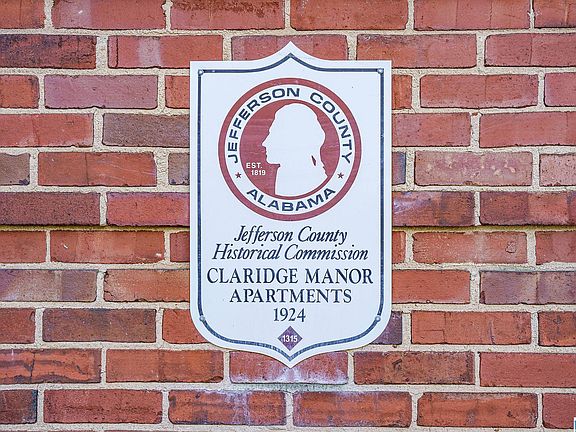 JEFFERSON COUNTY
EST.
1819
ALABAMA
Jefferson County
Historical Commission
CLARIDGE MANOR
APARTMENTS
1924
1315